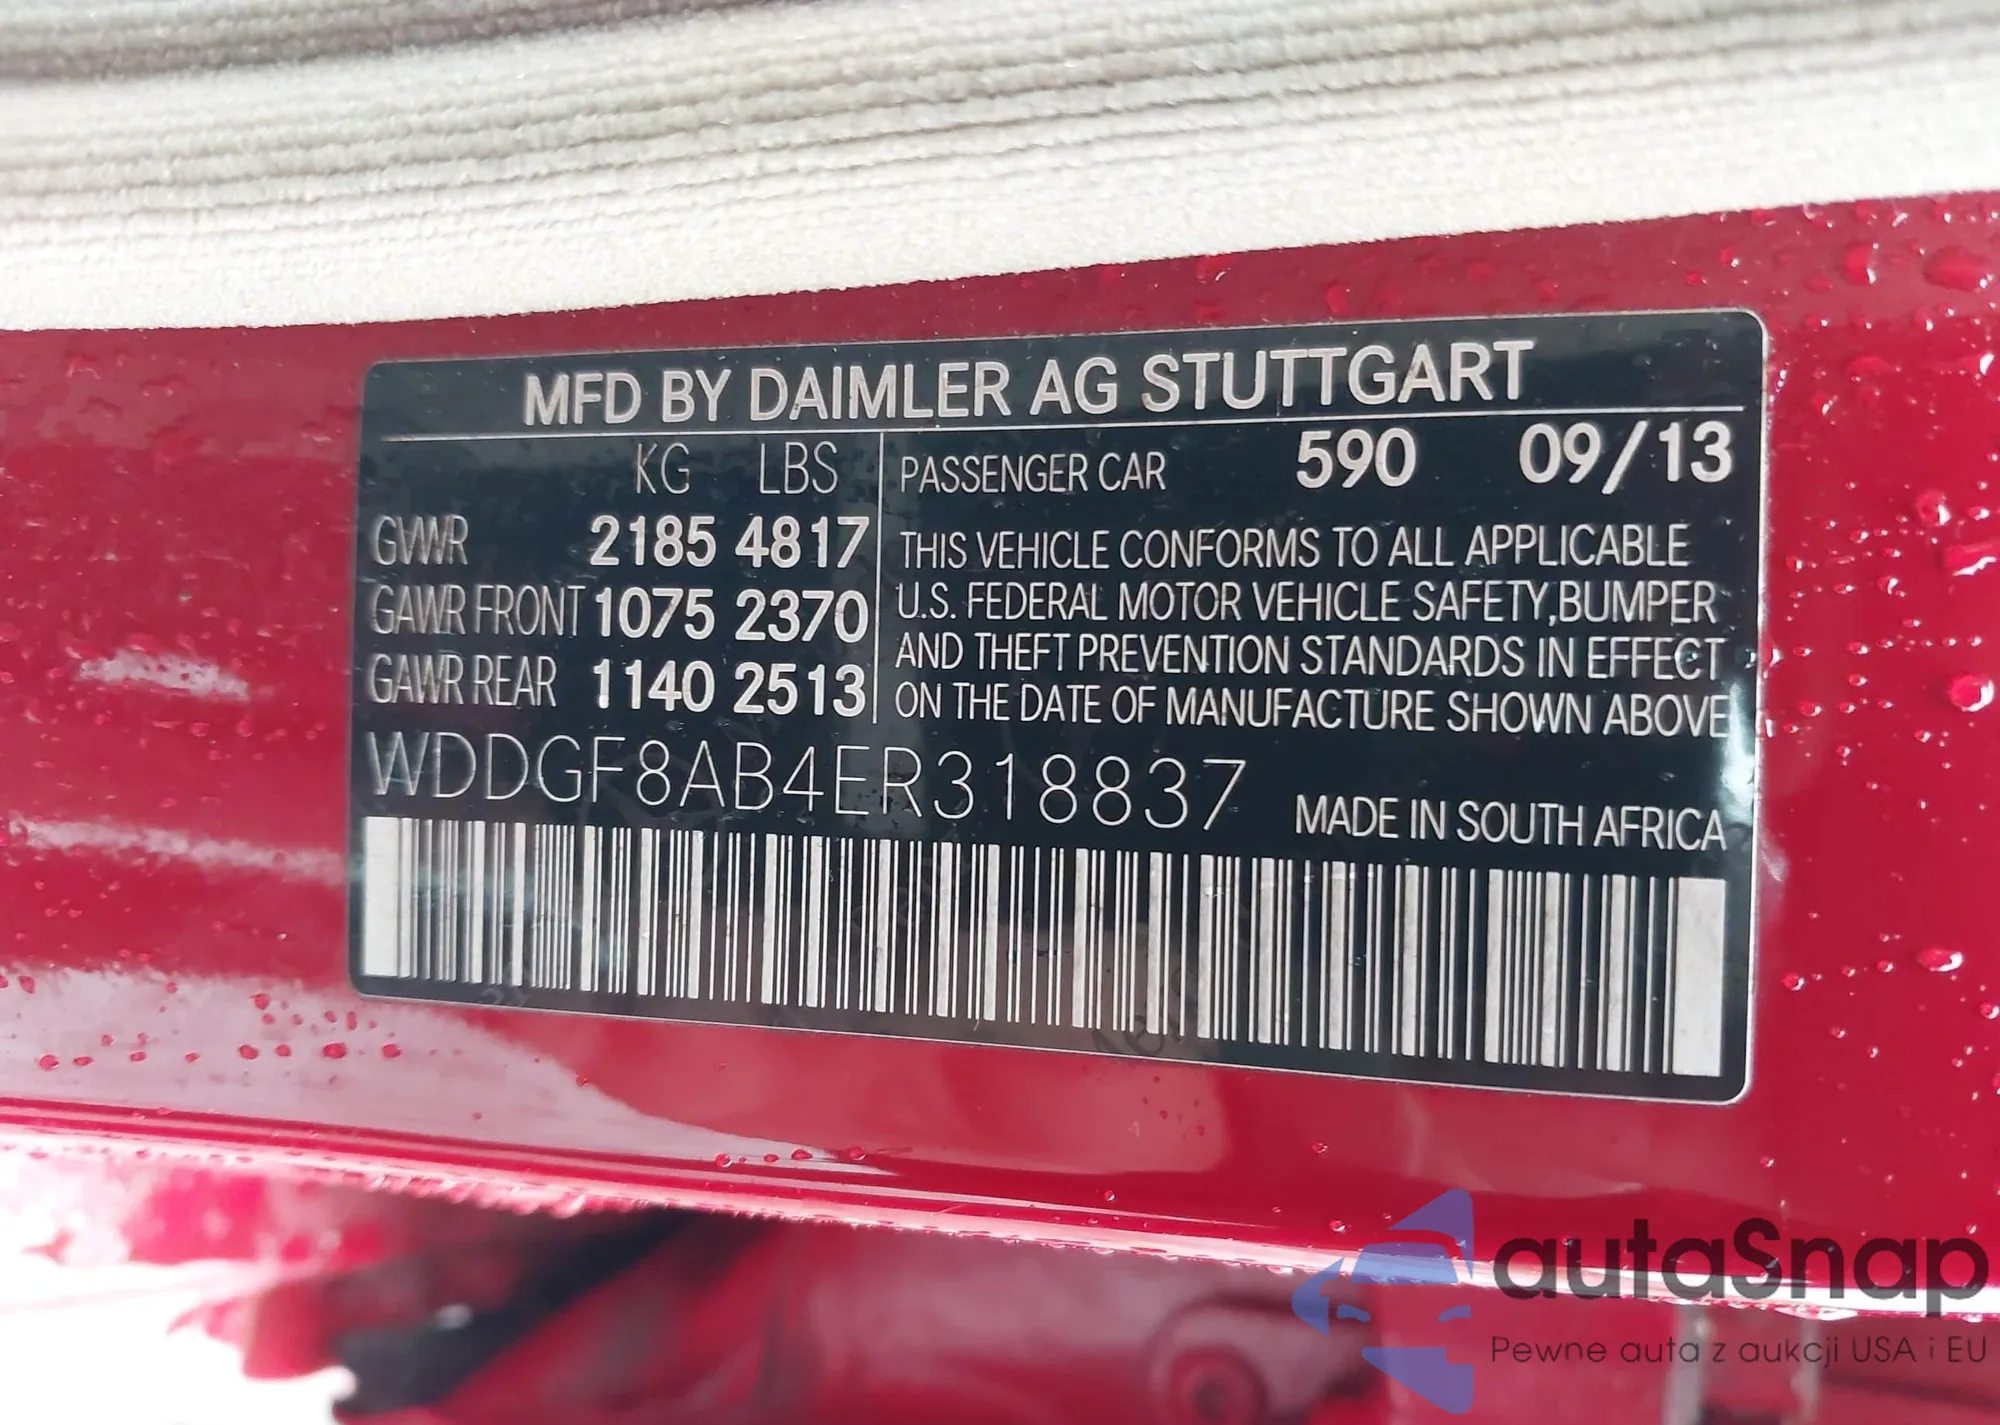 MFD BY DAIMLER AG STUTTGART
KG LBS
GVWR 2185 4817
GAWR FRONT 1075 2370
GAWR REAR 1140 2513
PASSENGER CAR 590 09/13
THIS VEHICLE CONFORMS TO ALL APPLICABLE
U.S. FEDERAL MOTOR VEHICLE SAFETY,BUMPER
AND THEFT PREVENTION STANDARDS IN EFFECT
ON THE DATE OF MANUFACTURE SHOWN ABOVE
WDDGF8AB4ER318837
MADE IN SOUTH AFRICA
autaSnap
Pewne auta z aukcji USA i EU